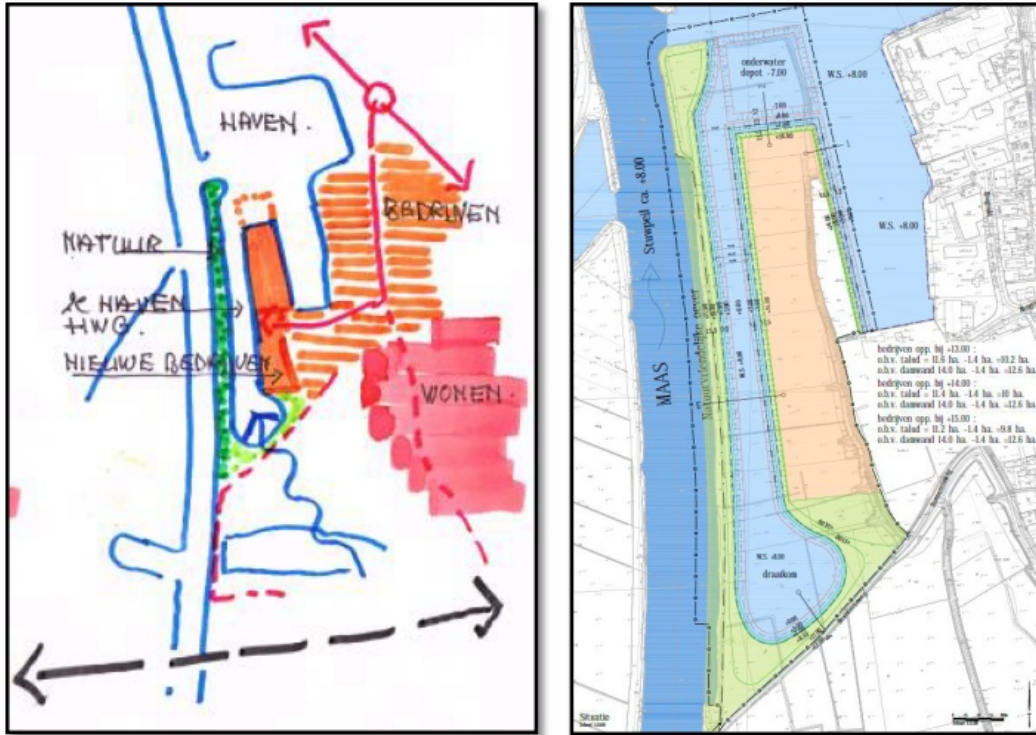 HAVEN.
BEDRIJVEN
NATUUR
2e HAVEN
HWG.
NIEUWE BEDRIJVEN
WONEN.
onderwater
depot -7.00
W.S. +8.00
Stuwpeil ca. +8.00
MAAS
Natuurvriendelijke oever
W.S. +8.00
bedrijven opp. bij +13.00 :
o.b.v. talud = 11.6 ha. -1.4 ha. =10.2 ha.
o.b.v. damwand 14.0 ha. -1.4 ha. =12.6 ha.
bedrijven opp. bij +14.00 :
o.b.v. talud = 11.4 ha. -1.4 ha. =10 ha.
o.b.v. damwand 14.0 ha. -1.4 ha. =12.6 ha.
bedrijven opp. bij +15.00 :
o.b.v. talud = 11.2 ha. -1.4 ha. =9.8 ha.
o.b.v. damwand 14.0 ha. -1.4 ha. =12.6 ha.
W.S. +8.00
W.S. +8.00
draaikom
Situatie